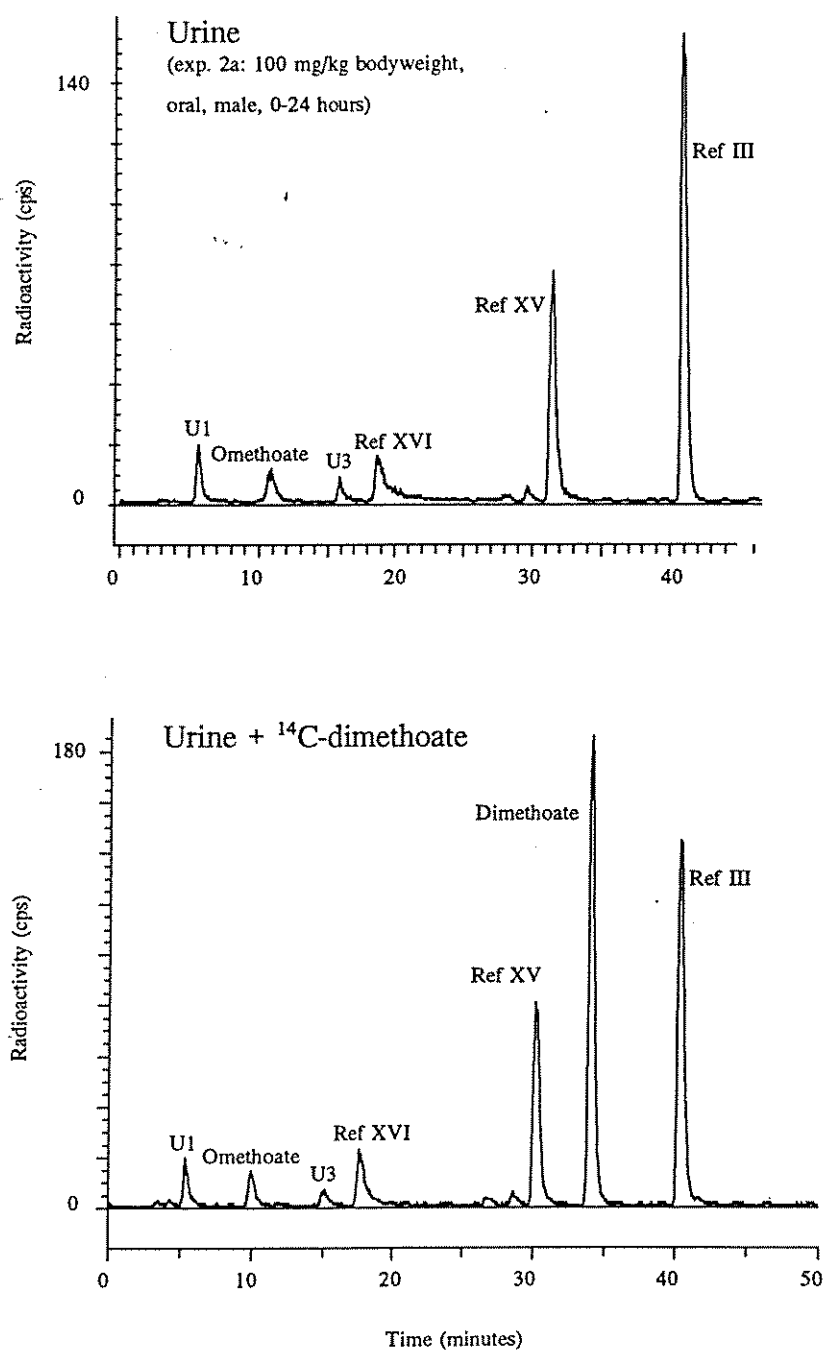 Urine
(exp. 2a: 100 mg/kg bodyweight,
oral, male, 0-24 hours)
140
0
Radioactivity (cps)
U1
Omethoate
U3
Ref XVI
Ref XV
Ref III
0 10 20 30 40
Urine + ¹⁴C-dimethoate
180
0
Radioactivity (cps)
U1
Omethoate
U3
Ref XVI
Ref XV
Dimethoate
Ref III
0 10 20 30 40 50
Time (minutes)